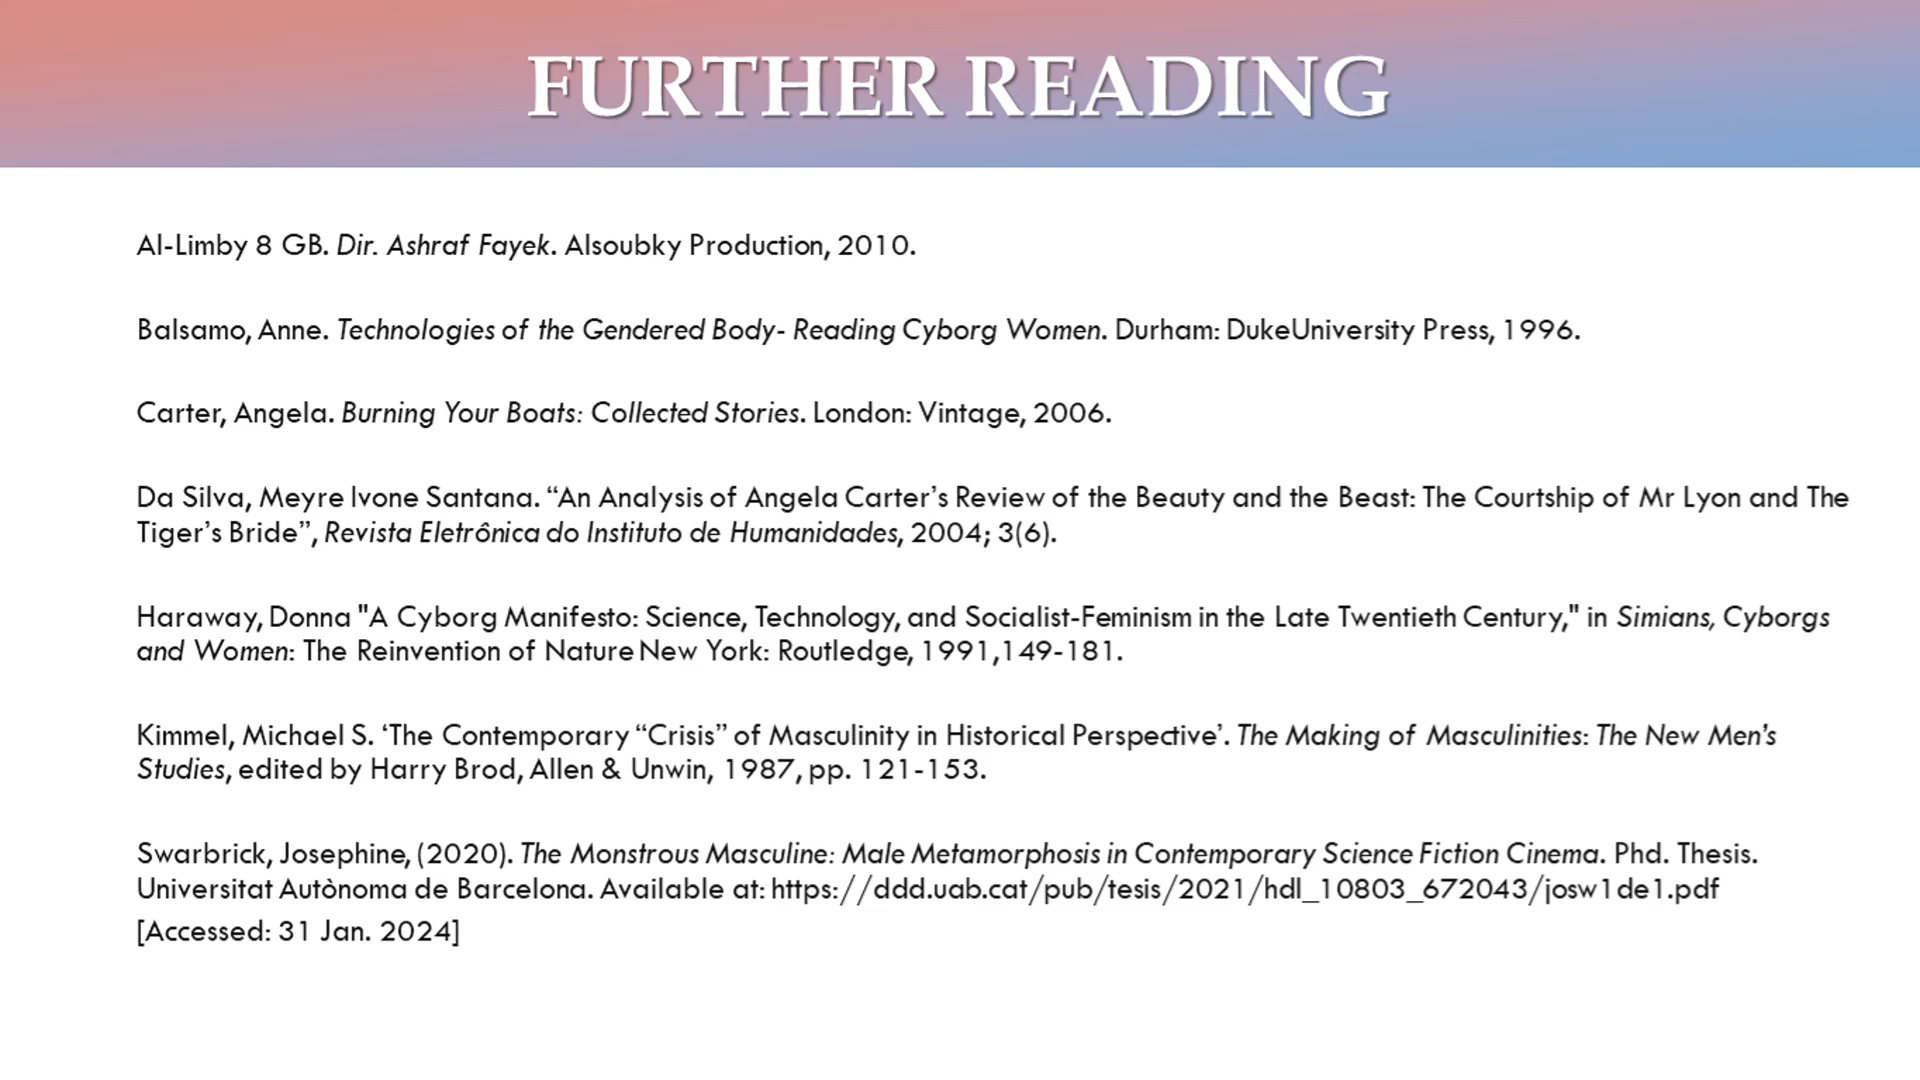 FURTHER READING
Al-Limby 8 GB. Dir. Ashraf Fayek. Alsoubky Production, 2010.
Balsamo, Anne. Technologies of the Gendered Body- Reading Cyborg Women. Durham: DukeUniversity Press, 1996.
Carter, Angela. Burning Your Boats: Collected Stories. London: Vintage, 2006.
Da Silva, Meyre Ivone Santana. “An Analysis of Angela Carter’s Review of the Beauty and the Beast: The Courtship of Mr Lyon and The
Tiger’s Bride”, Revista Eletrônica do Instituto de Humanidades, 2004; 3(6).
Haraway, Donna "A Cyborg Manifesto: Science, Technology, and Socialist-Feminism in the Late Twentieth Century," in Simians, Cyborgs
and Women: The Reinvention of Nature New York: Routledge, 1991,149-181.
Kimmel, Michael S. ‘The Contemporary “Crisis” of Masculinity in Historical Perspective’. The Making of Masculinities: The New Men’s
Studies, edited by Harry Brod, Allen & Unwin, 1987, pp. 121-153.
Swarbrick, Josephine, (2020). The Monstrous Masculine: Male Metamorphosis in Contemporary Science Fiction Cinema. Phd. Thesis.
Universitat Autònoma de Barcelona. Available at: https://ddd.uab.cat/pub/tesis/2021/hdl_10803_672043/josw1de1.pdf
[Accessed: 31 Jan. 2024]